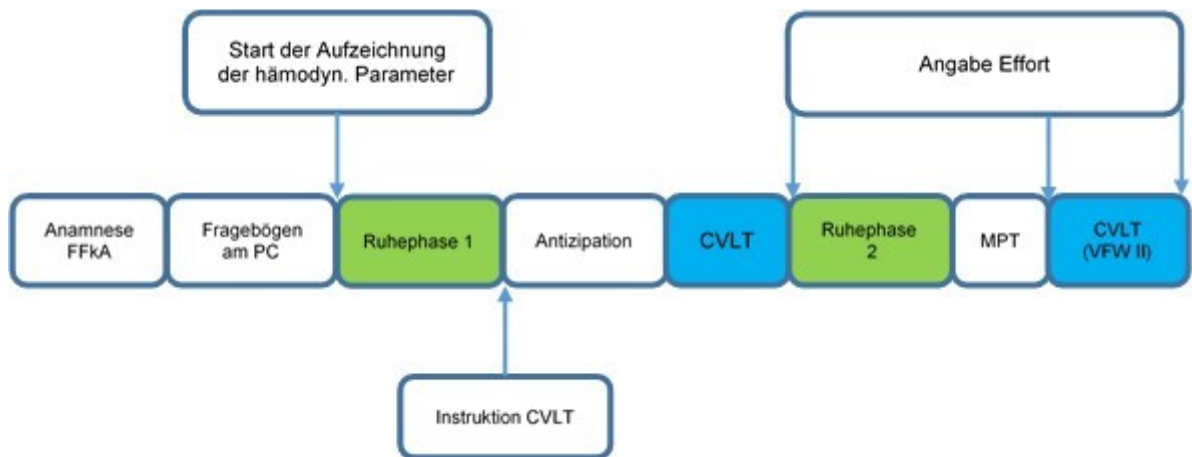 Start der Aufzeichnung
der hämodyn. Parameter
Angabe Effort
Anamnese
FFkA
Fragebögen
am PC
Ruhephase 1
Antizipation
CVLT
Ruhephase
2
MPT
CVLT
(VFW II)
Instruktion CVLT